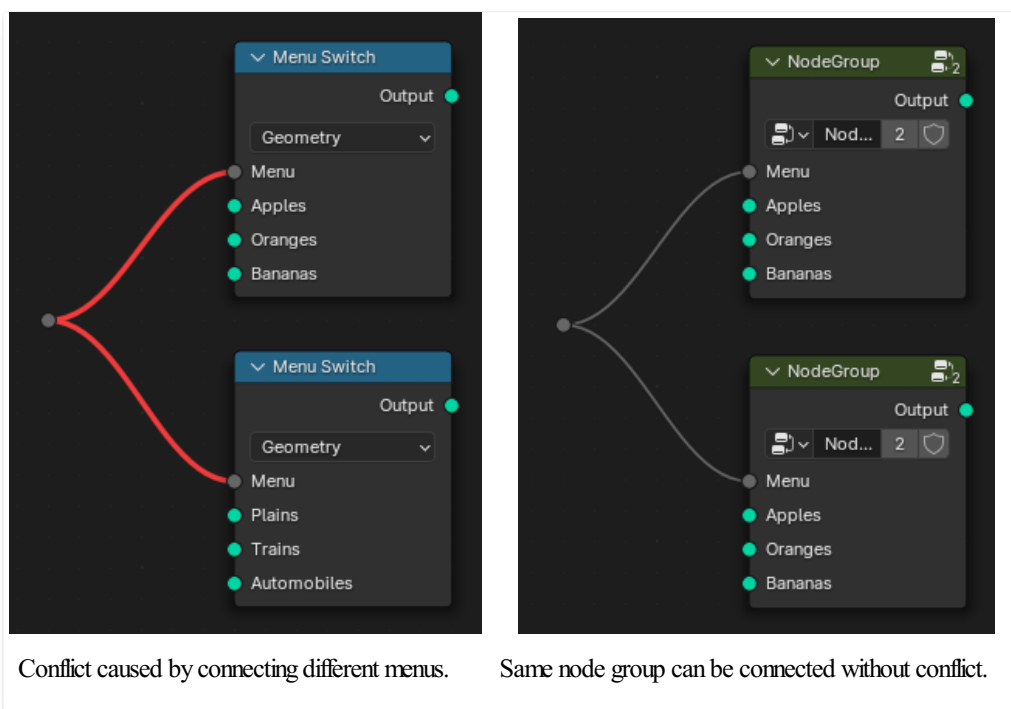 Menu Switch
Output
Geometry
Menu
Apples
Oranges
Bananas
Menu Switch
Output
Geometry
Menu
Plains
Trains
Automobiles
Conflict caused by connecting different menus.
NodeGroup 2
Output
Nod... 2
Menu
Apples
Oranges
Bananas
NodeGroup 2
Output
Nod... 2
Menu
Apples
Oranges
Bananas
Same node group can be connected without conflict.